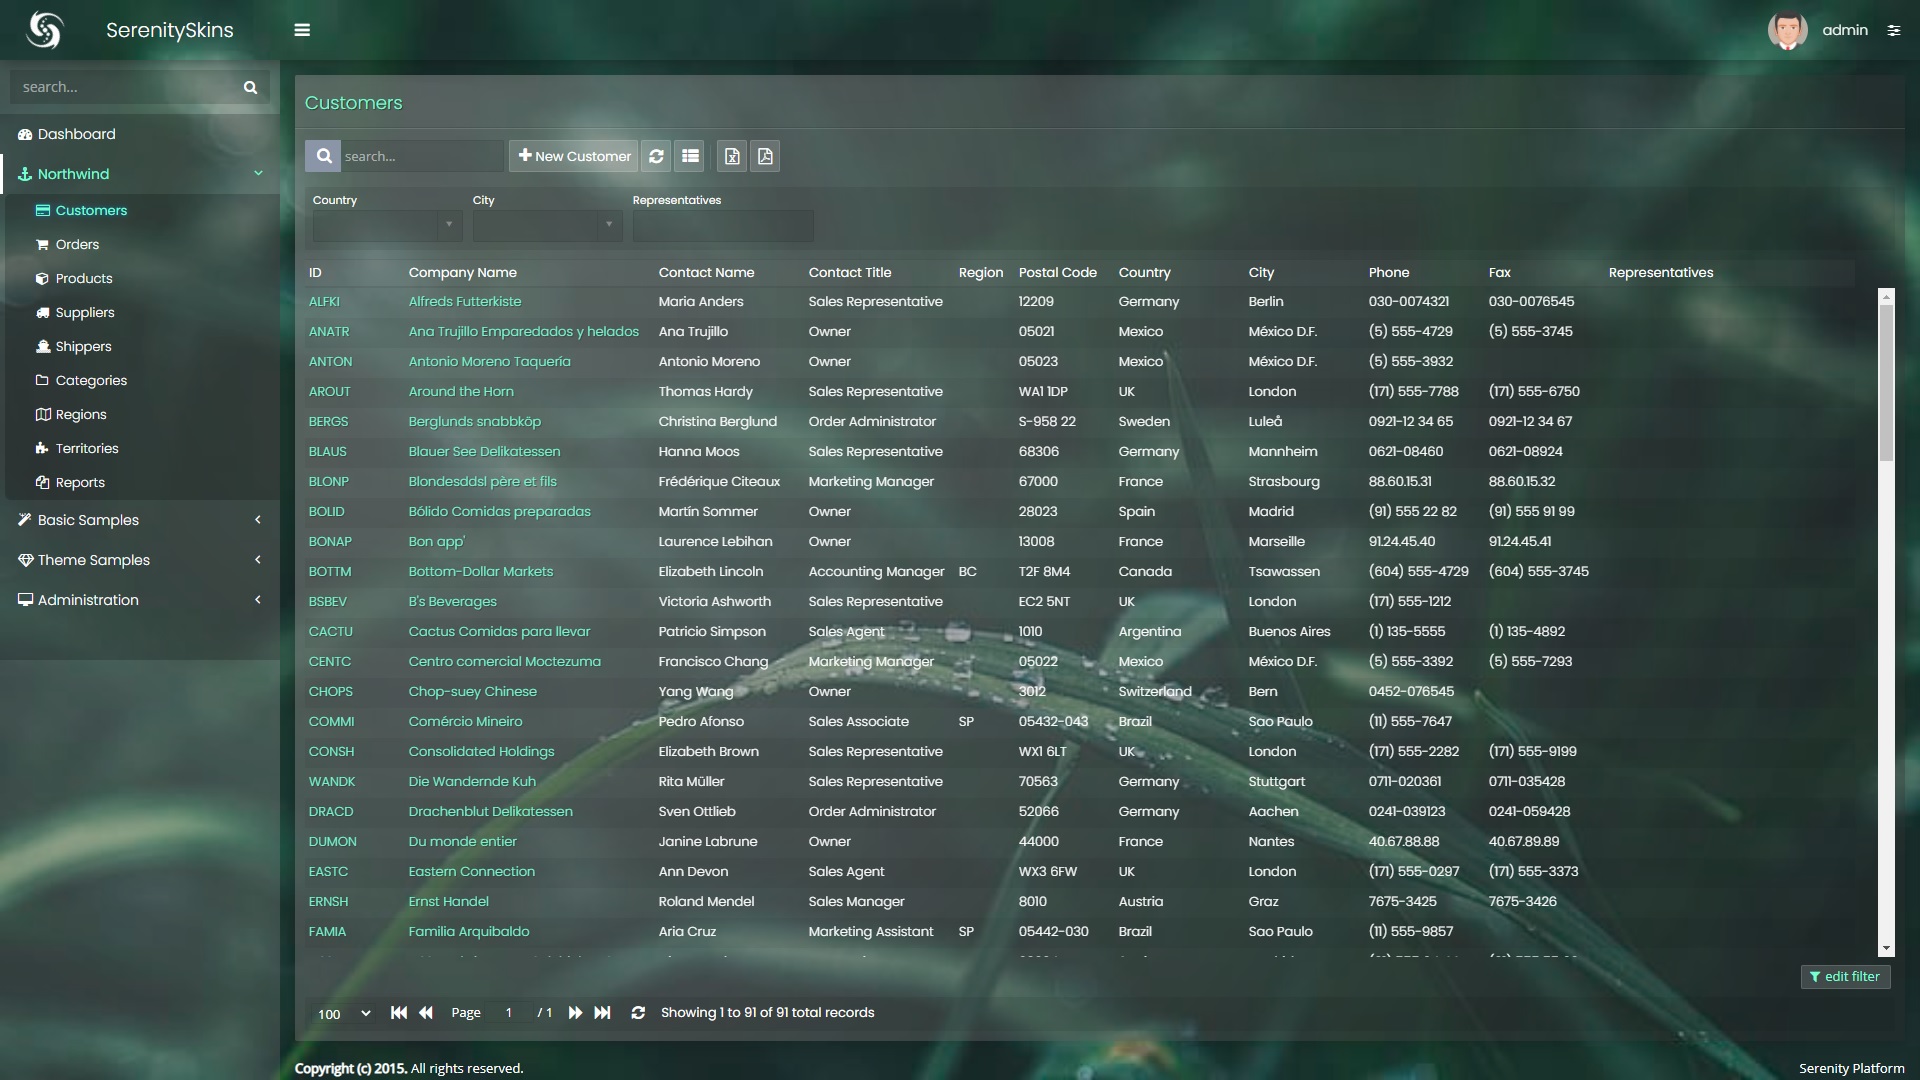 SerenitySkins
admin
search...
Dashboard
Northwind
Customers
Orders
Products
Suppliers
Shippers
Categories
Regions
Territories
Reports
Basic Samples
Theme Samples
Administration
Customers
search... New Customer
Country City Representatives
ID Company Name Contact Name Contact Title Region Postal Code Country City Phone Fax Representatives
ALFKI Alfreds Futterkiste Maria Anders Sales Representative 12209 Germany Berlin 030-0074321 030-0076545
ANATR Ana Trujillo Emparedados y helados Ana Trujillo Owner 05021 Mexico México D.F. (5) 555-4729 (5) 555-3745
ANTON Antonio Moreno Taquería Antonio Moreno Owner 05023 Mexico México D.F. (5) 555-3932
AROUT Around the Horn Thomas Hardy Sales Representative WA1 1DP UK London (171) 555-7788 (171) 555-6750
BERGS Berglunds snabbköp Christina Berglund Order Administrator S-958 22 Sweden Luleå 0921-12 34 65 0921-12 34 67
BLAUS Blauer See Delikatessen Hanna Moos Sales Representative 68306 Germany Mannheim 0621-08460 0621-08924
BLONP Blondesddsl père et fils Frédérique Citeaux Marketing Manager 67000 France Strasbourg 88.60.15.31 88.60.15.32
BOLID Bólido Comidas preparadas Martín Sommer Owner 28023 Spain Madrid (91) 555 22 82 (91) 555 91 99
BONAP Bon app' Laurence Lebihan Owner 13008 France Marseille 91.24.45.40 91.24.45.41
BOTTM Bottom-Dollar Markets Elizabeth Lincoln Accounting Manager BC T2F 8M4 Canada Tsawassen (604) 555-4729 (604) 555-3745
BSBEV B's Beverages Victoria Ashworth Sales Representative EC2 5NT UK London (171) 555-1212
CACTU Cactus Comidas para llevar Patricio Simpson Sales Agent 1010 Argentina Buenos Aires (1) 135-5555 (1) 135-4892
CENTC Centro comercial Moctezuma Francisco Chang Marketing Manager 05022 Mexico México D.F. (5) 555-3392 (5) 555-7293
CHOPS Chop-suey Chinese Yang Wang Owner 3012 Switzerland Bern 0452-076545
COMMI Comércio Mineiro Pedro Afonso Sales Associate SP 05432-043 Brazil Sao Paulo (11) 555-7647
CONSH Consolidated Holdings Elizabeth Brown Sales Representative WX1 6LT UK London (171) 555-2282 (171) 555-9199
WANDK Die Wandernde Kuh Rita Müller Sales Representative 70563 Germany Stuttgart 0711-020361 0711-035428
DRACD Drachenblut Delikatessen Sven Ottlieb Order Administrator 52066 Germany Aachen 0241-039123 0241-059428
DUMON Du monde entier Janine Labrune Owner 44000 France Nantes 40.67.88.88 40.67.89.89
EASTC Eastern Connection Ann Devon Sales Agent WX3 6FW UK London (171) 555-0297 (171) 555-3373
ERNSH Ernst Handel Roland Mendel Sales Manager 8010 Austria Graz 7675-3425 7675-3426
FAMIA Familia Arquibaldo Aria Cruz Marketing Assistant SP 05442-030 Brazil Sao Paulo (11) 555-9857
edit filter
100 Page 1 / 1 Showing 1 to 91 of 91 total records
Copyright (c) 2015. All rights reserved.
Serenity Platform